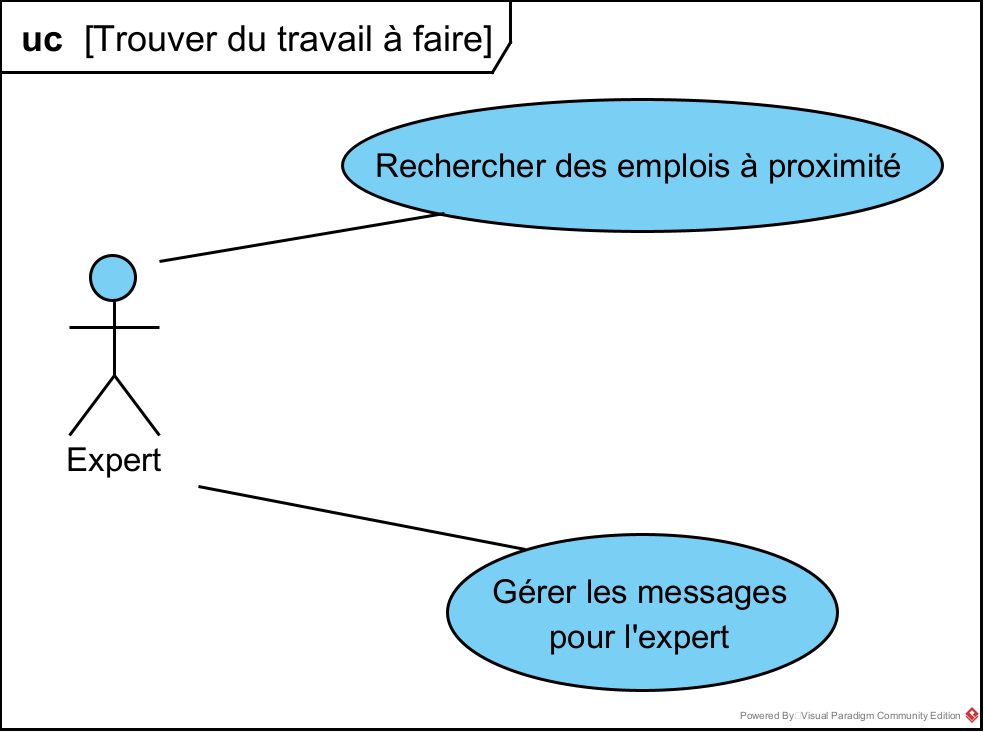 uc [Trouver du travail à faire]
Rechercher des emplois à proximité
Expert
Gérer les messages
pour l'expert
Powered By Visual Paradigm Community Edition